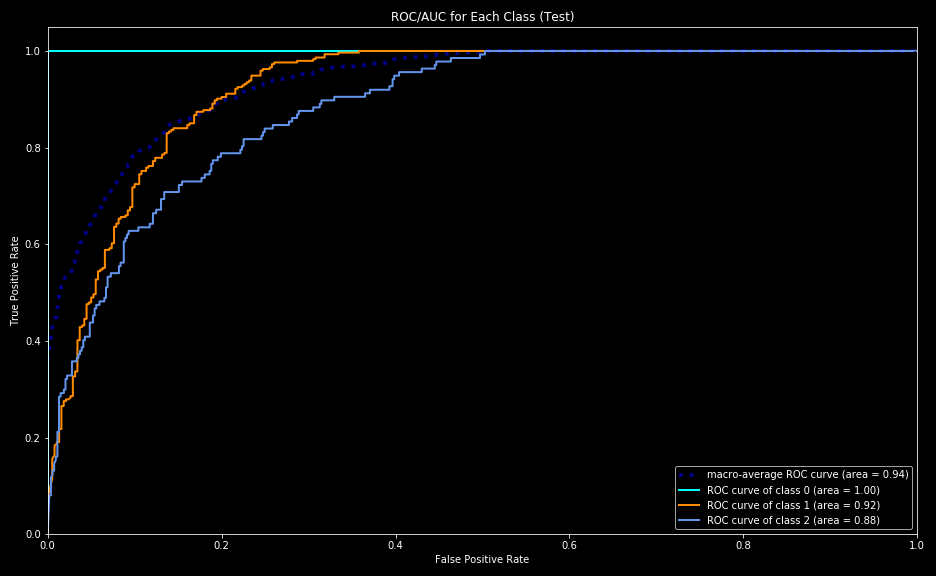 ROC/AUC for Each Class (Test)
True Positive Rate
1.0
0.8
0.6
0.4
0.2
0.0
macro-average ROC curve (area = 0.94)
ROC curve of class 0 (area = 1.00)
ROC curve of class 1 (area = 0.92)
ROC curve of class 2 (area = 0.88)
0.0 0.2 0.4 0.6 0.8 1.0
False Positive Rate